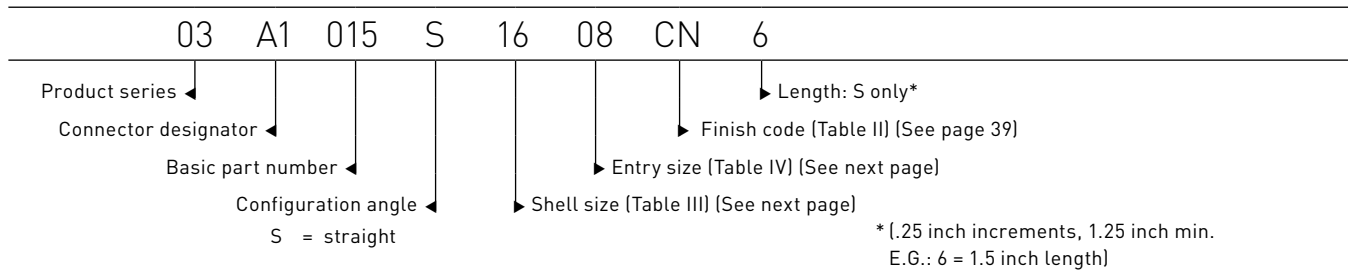 03 A1 015 S 16 08 CN 6
Product series
Length: S only*
Connector designator
Finish code (Table II) (See page 39)
Basic part number
Entry size (Table IV) (See next page)
Configuration angle
Shell size (Table III) (See next page)
S = straight
* (.25 inch increments, 1.25 inch min.
E.G.: 6 = 1.5 inch length)